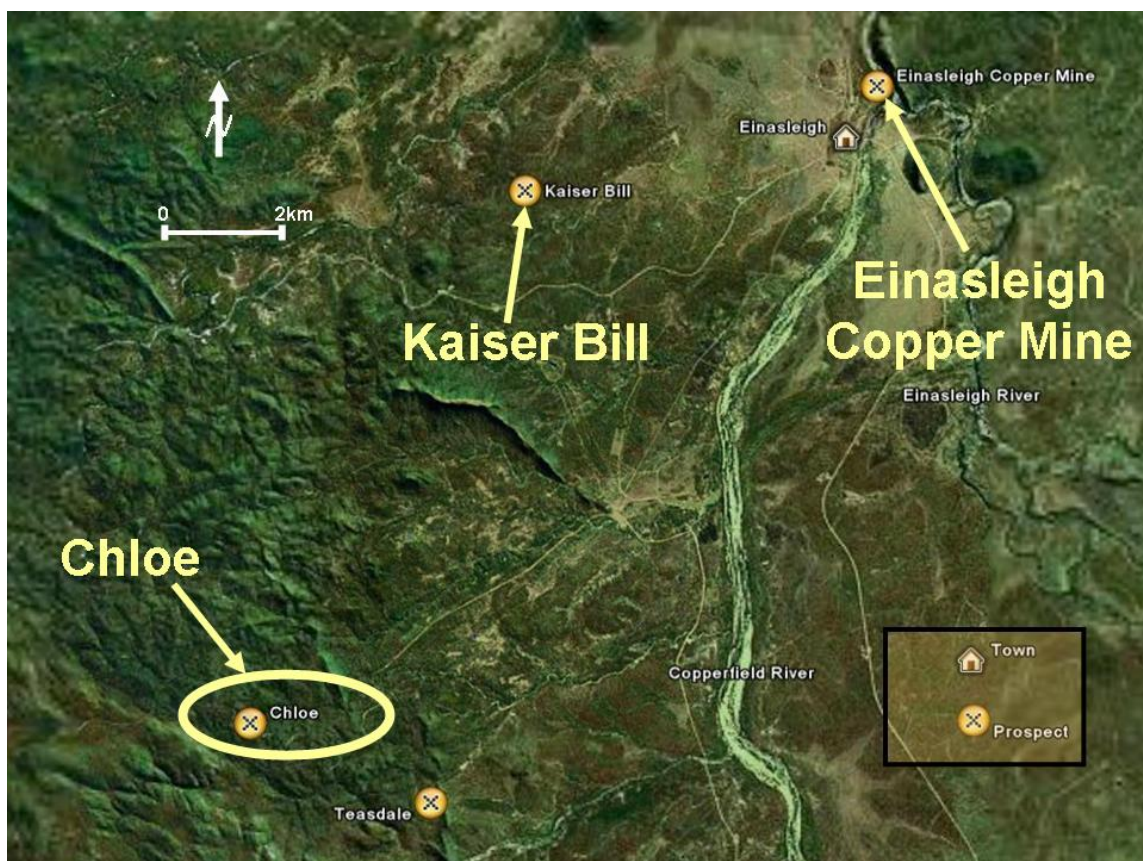 Einasleigh Copper Mine
Einasleigh
N
Kaiser Bill
0 2km
Einasleigh
Copper Mine
Kaiser Bill
Einasleigh River
Chloe
Town
Copperfield River
Chloe
Prospect
Teasdale